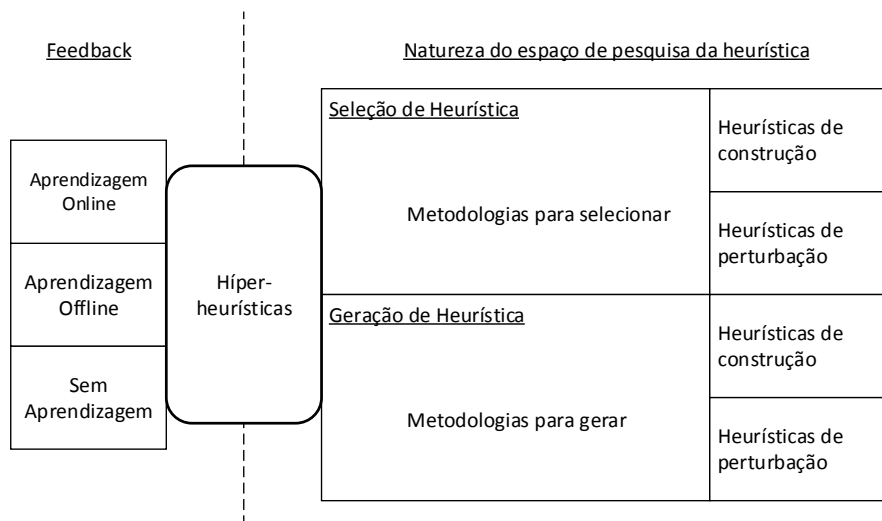 Feedback
Natureza do espaço de pesquisa da heurística
Aprendizagem
Online
Aprendizagem
Offline
Sem
Aprendizagem
Híper-
heurísticas
Seleção de Heurística
Metodologias para selecionar
Heurísticas de
construção
Heurísticas de
perturbação
Geração de Heurística
Metodologias para gerar
Heurísticas de
construção
Heurísticas de
perturbação